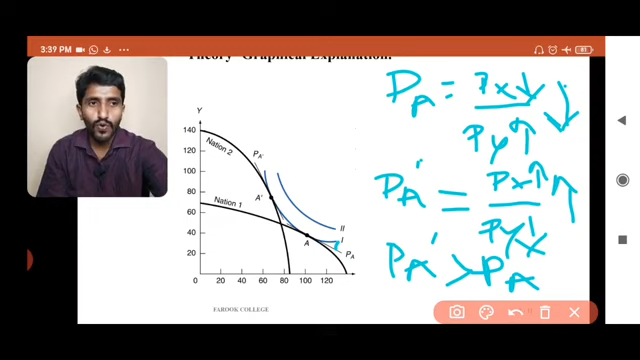 3:39 PM
81
Theory- Graphical Explanation:
Y
140
120
100
80
60
40
20
0 20 40 60 80 100 120
Nation 2
Nation 1
PA'
A'
II
I
A
PA
FAROOK COLLEGE
PA = Px↓ / Py↑ ↓
PA' = Px↑ / Py↓ ↑
PA' > PA